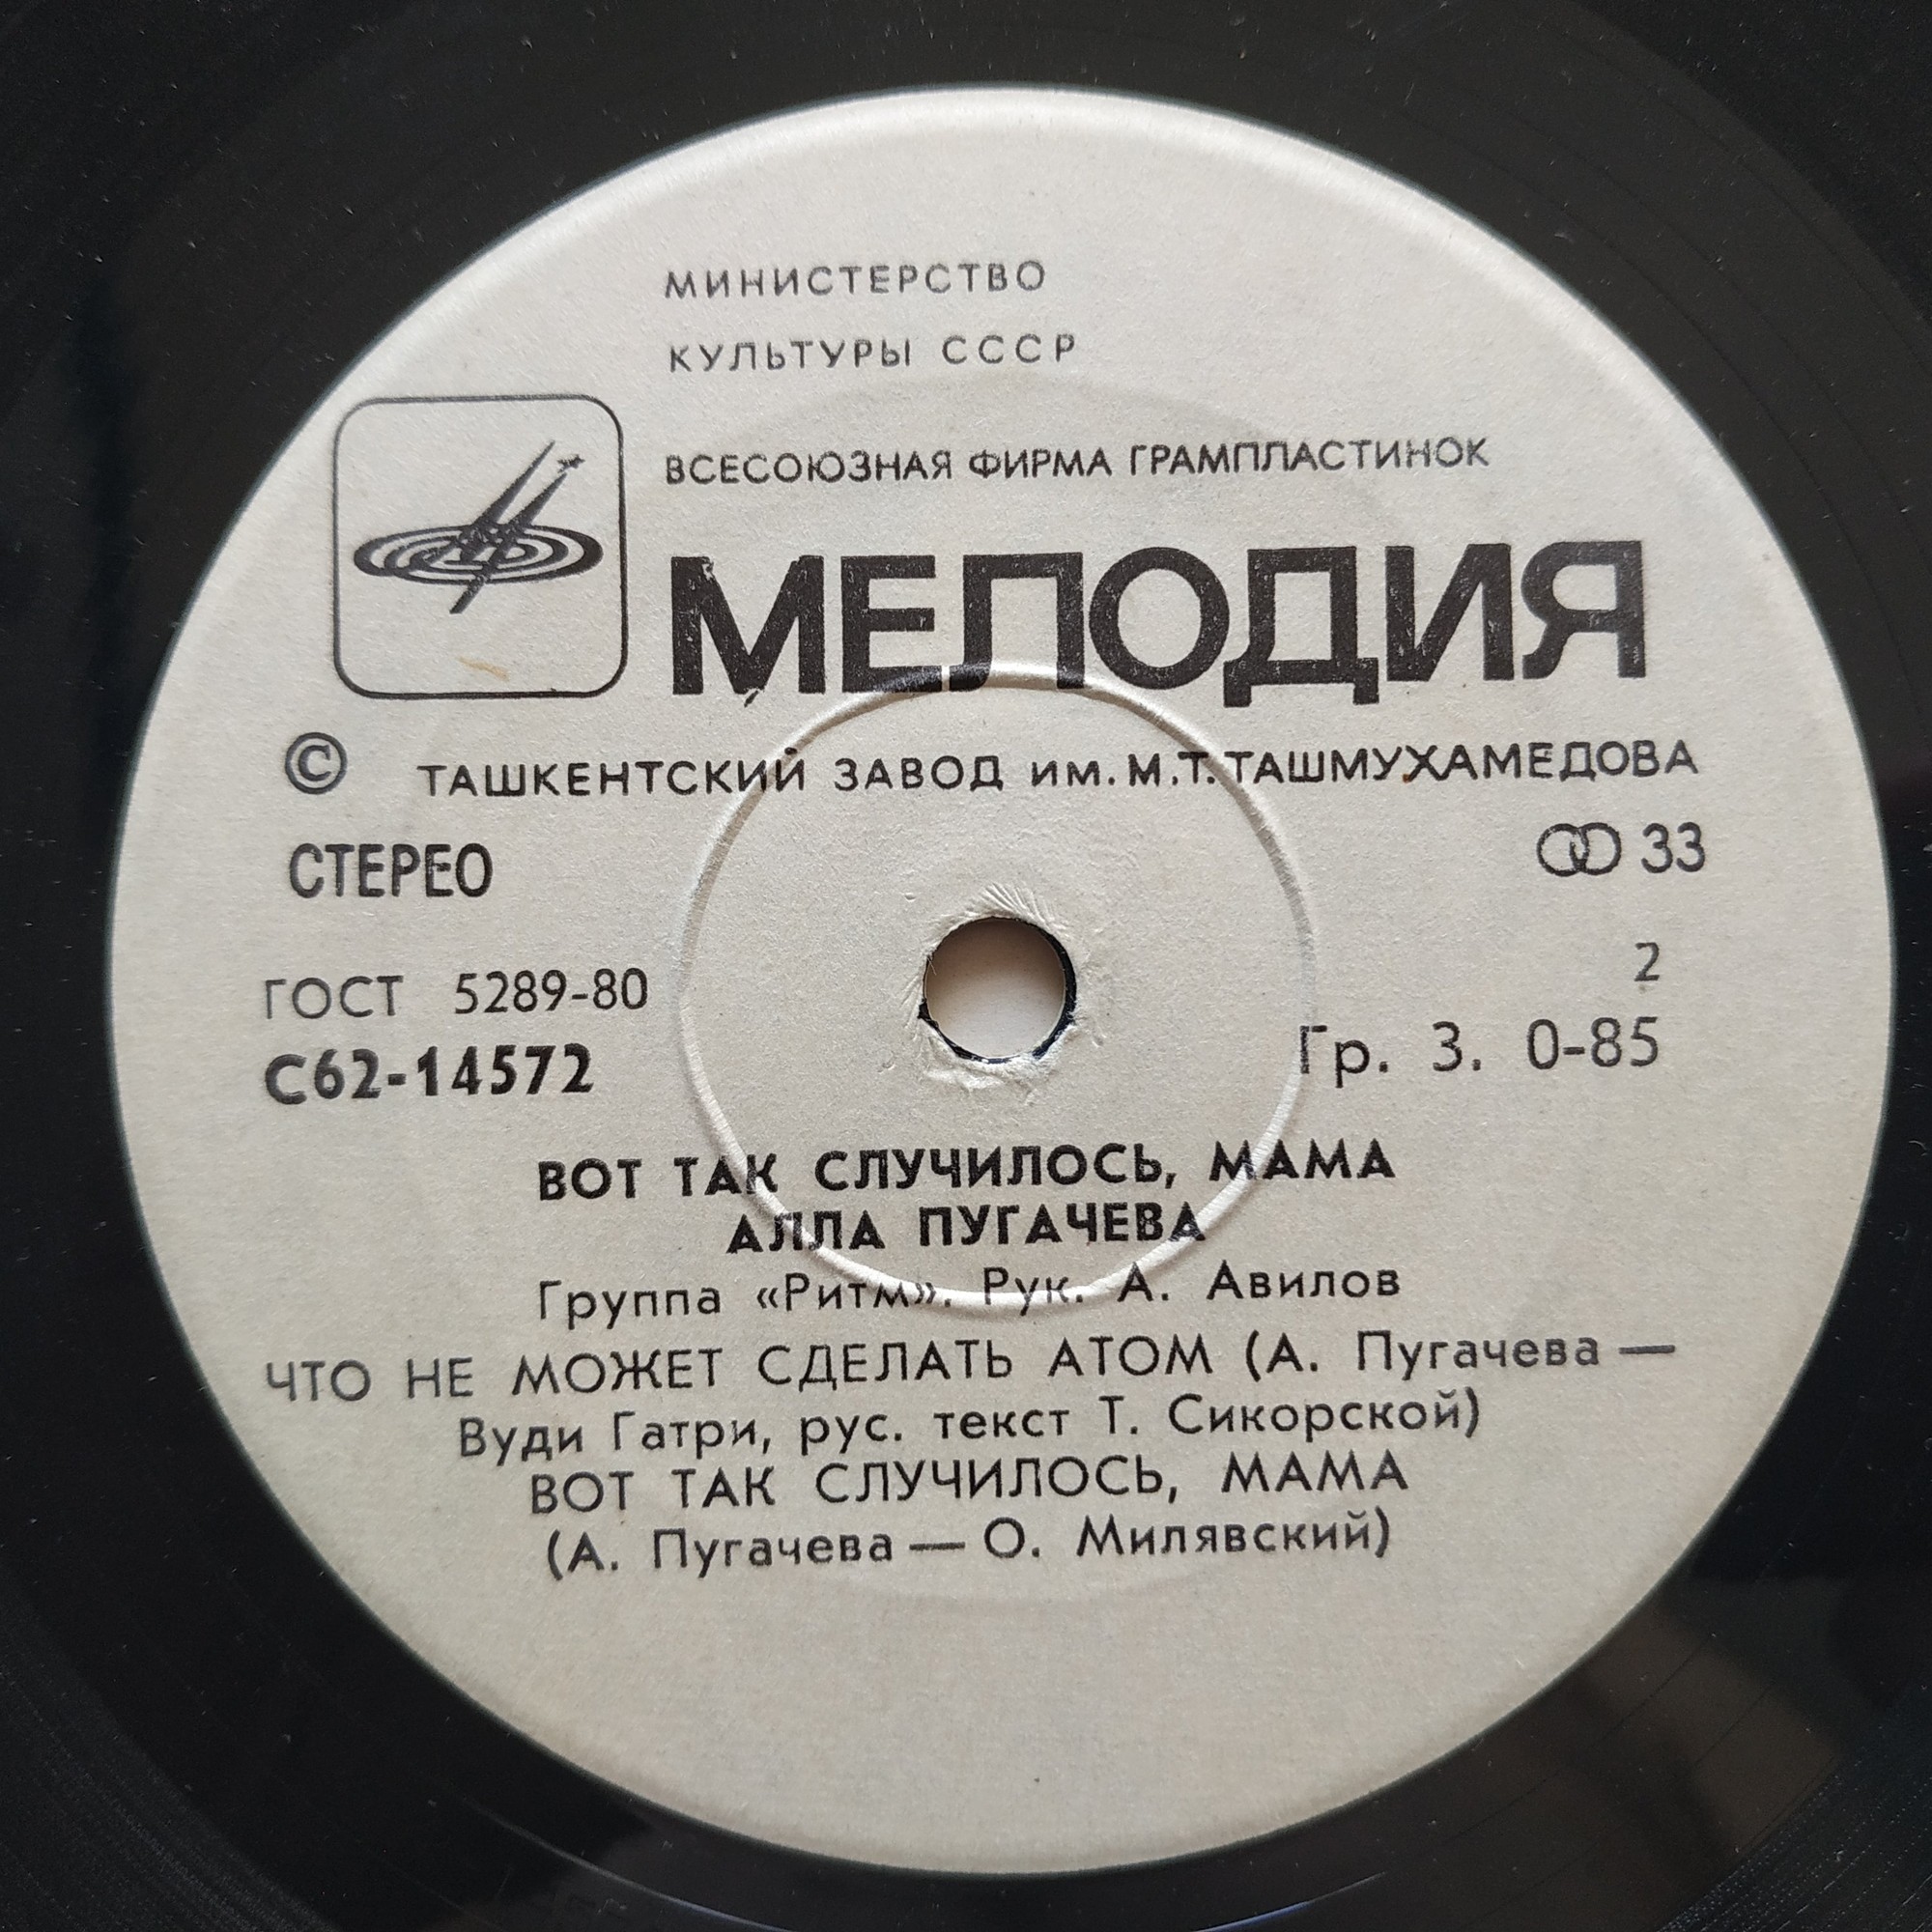 МИНИСТЕРСТВО
КУЛЬТУРЫ СССР
ВСЕСОЮЗНАЯ ФИРМА ГРАМПЛАСТИНОК
МЕЛОДИЯ
© ТАШКЕНТСКИЙ ЗАВОД им. М.Т. ТАШМУХАМЕДОВА
СТЕРЕО 33
2
ГОСТ 5289-80
С62-14572 Гр. 3. 0-85
ВОТ ТАК СЛУЧИЛОСЬ, МАМА
АЛЛА ПУГАЧЕВА
Группа «Ритм». Рук. А. Авилов
ЧТО НЕ МОЖЕТ СДЕЛАТЬ АТОМ (А. Пугачева —
Вуди Гатри, рус. текст Т. Сикорской)
ВОТ ТАК СЛУЧИЛОСЬ, МАМА
(А. Пугачева — О. Милявский)